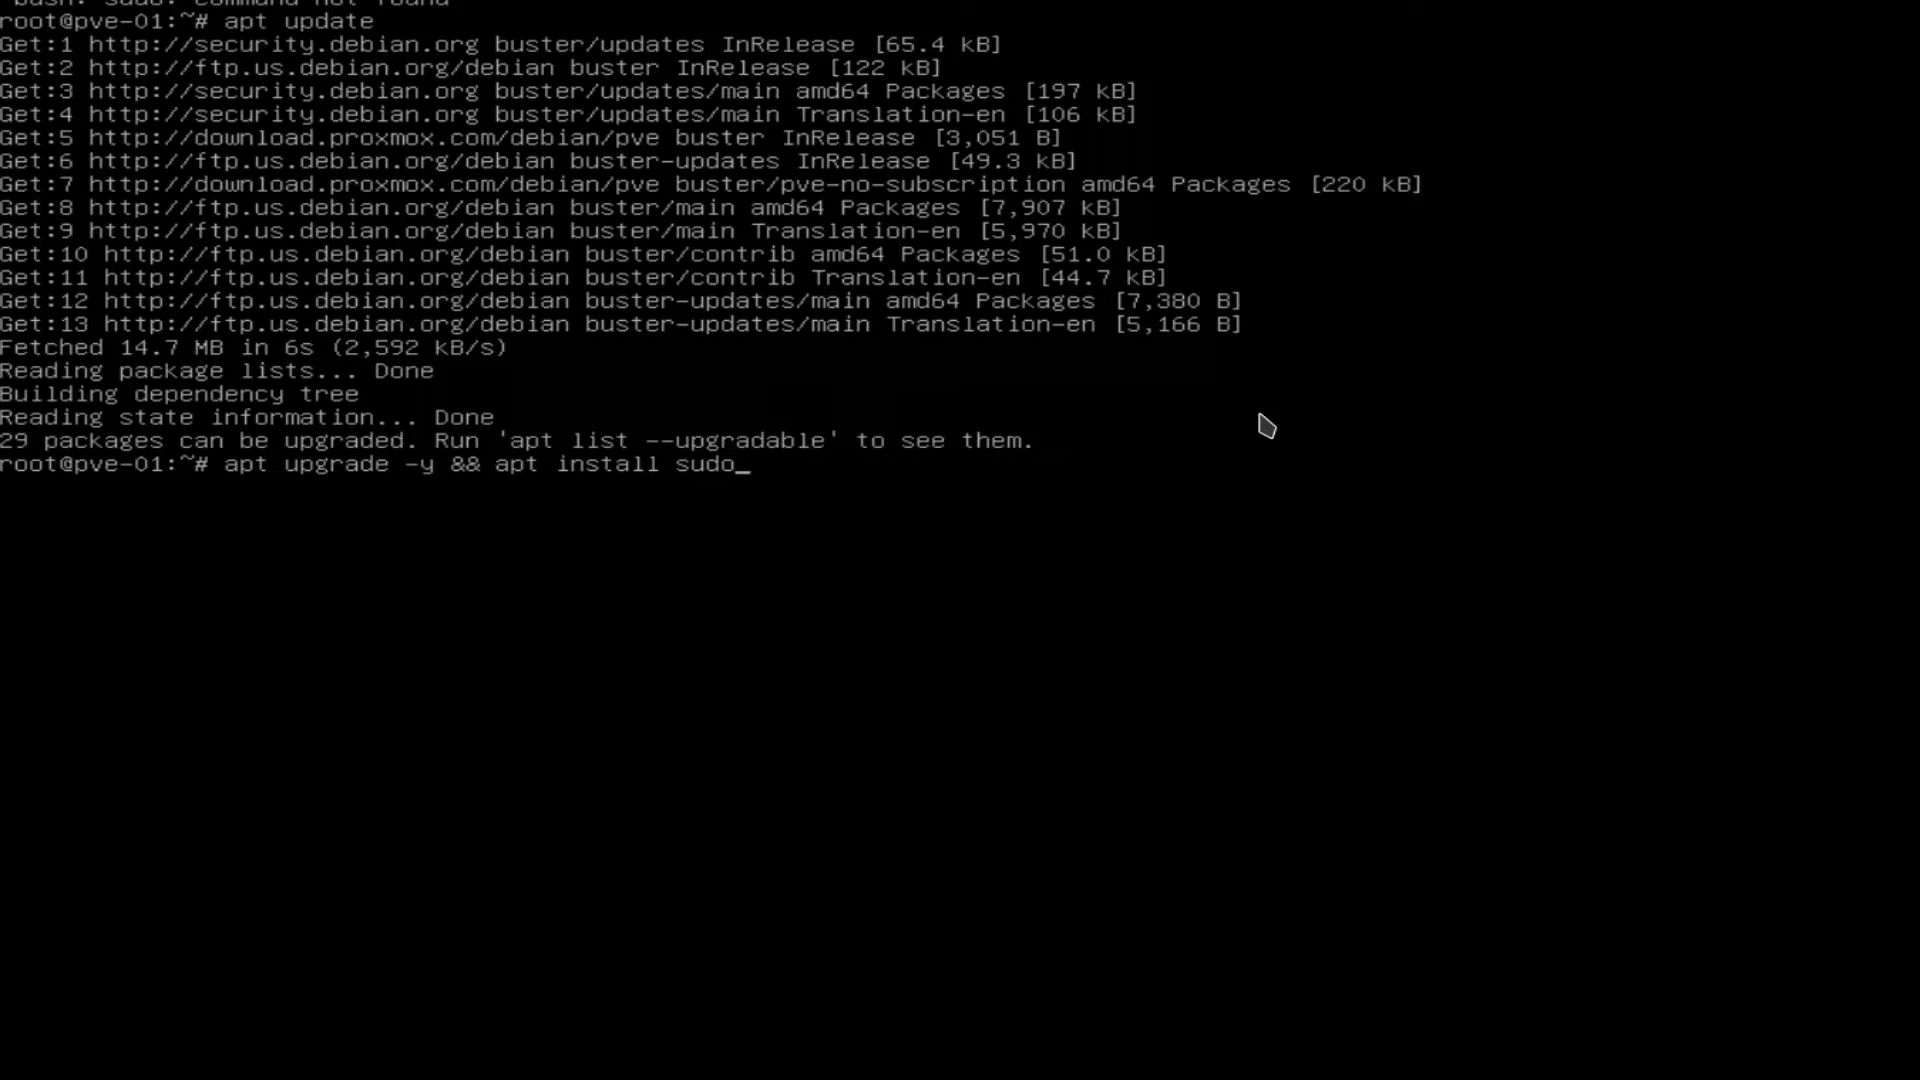 bash: sudo: command not found
root@pve-01:~# apt update
Get:1 http://security.debian.org buster/updates InRelease [65.4 kB]
Get:2 http://ftp.us.debian.org/debian buster InRelease [122 kB]
Get:3 http://security.debian.org buster/updates/main amd64 Packages [197 kB]
Get:4 http://security.debian.org buster/updates/main Translation-en [106 kB]
Get:5 http://download.proxmox.com/debian/pve buster InRelease [3,051 B]
Get:6 http://ftp.us.debian.org/debian buster-updates InRelease [49.3 kB]
Get:7 http://download.proxmox.com/debian/pve buster/pve-no-subscription amd64 Packages [220 kB]
Get:8 http://ftp.us.debian.org/debian buster/main amd64 Packages [7,907 kB]
Get:9 http://ftp.us.debian.org/debian buster/main Translation-en [5,970 kB]
Get:10 http://ftp.us.debian.org/debian buster/contrib amd64 Packages [51.0 kB]
Get:11 http://ftp.us.debian.org/debian buster/contrib Translation-en [44.7 kB]
Get:12 http://ftp.us.debian.org/debian buster-updates/main amd64 Packages [7,380 B]
Get:13 http://ftp.us.debian.org/debian buster-updates/main Translation-en [5,166 B]
Fetched 14.7 MB in 6s (2,592 kB/s)
Reading package lists... Done
Building dependency tree
Reading state information... Done
29 packages can be upgraded. Run 'apt list --upgradable' to see them.
root@pve-01:~# apt upgrade -y && apt install sudo_